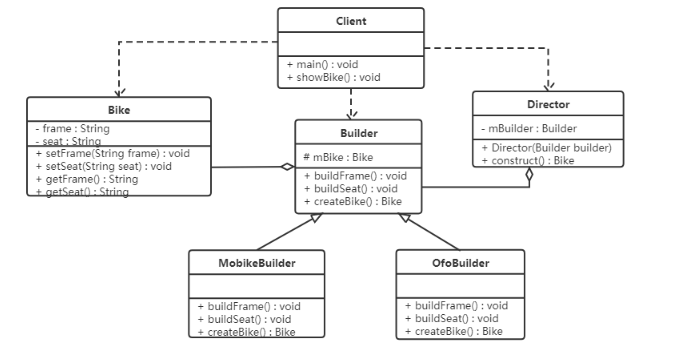 Client
+ main() : void
+ showBike() : void
Bike
- frame : String
- seat : String
+ setFrame(String frame) : void
+ setSeat(String seat) : void
+ getFrame() : String
+ getSeat() : String
Builder
# mBike : Bike
+ buildFrame() : void
+ buildSeat() : void
+ createBike() : Bike
Director
- mBuilder : Builder
+ Director(Builder builder)
+ construct() : Bike
MobikeBuilder
+ buildFrame() : void
+ buildSeat() : void
+ createBike() : Bike
OfoBuilder
+ buildFrame() : void
+ buildSeat() : void
+ createBike() : Bike